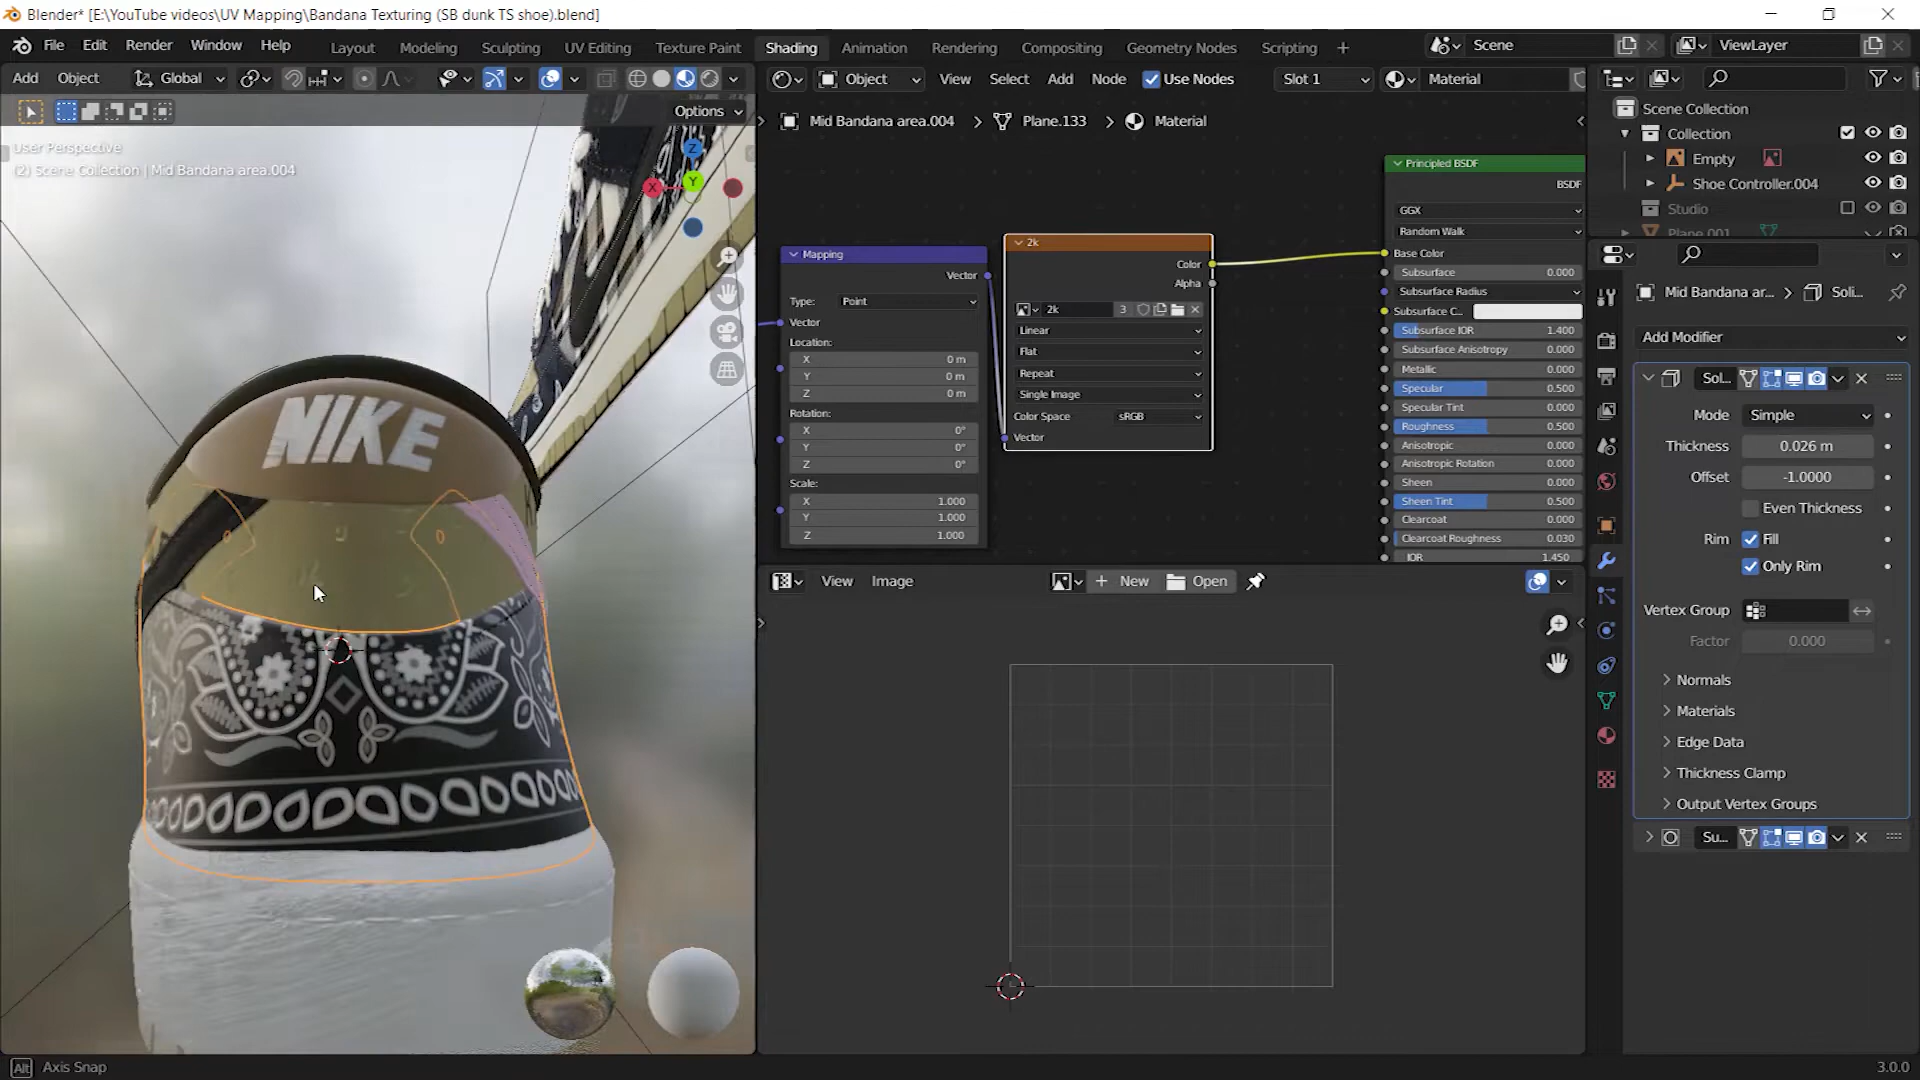 Blender* [E:\YouTube videos\UV Mapping\Bandana Texturing (SB dunk TS shoe).blend]
File Edit Render Window Help Layout Modeling Sculpting UV Editing Texture Paint Shading Animation Rendering Compositing Geometry Nodes Scripting + Scene ViewLayer
Add Object Global Object View Select Add Node Use Nodes Slot 1 Material
Options
Mid Bandana area.004 > Plane.133 > Material
User Perspective
(2) Scene Collection | Mid Bandana area.004
Z
X
Y
NIKE
Mapping
Vector
Type: Point
Vector
Location:
X 0 m
Y 0 m
Z 0 m
Rotation:
X 0°
Y 0°
Z 0°
Scale:
X 1.000
Y 1.000
Z 1.000
2k
Color
Alpha
2k 3
Linear
Flat
Repeat
Single Image
Color Space sRGB
Vector
Principled BSDF
BSDF
GGX
Random Walk
Base Color
Subsurface 0.000
Subsurface Radius
Subsurface C...
Subsurface IOR 1.400
Subsurface Anisotropy 0.000
Metallic 0.000
Specular 0.500
Specular Tint 0.000
Roughness 0.500
Anisotropic 0.000
Anisotropic Rotation 0.000
Sheen 0.000
Sheen Tint 0.500
Clearcoat 0.000
Clearcoat Roughness 0.030
IOR 1.450
View Image New Open
Scene Collection
Collection
Empty
Shoe Controller.004
Studio
Plane.001
Mid Bandana ar... > Soli...
Add Modifier
Sol...
Mode Simple
Thickness 0.026 m
Offset -1.0000
Even Thickness
Rim Fill
Only Rim
Vertex Group
Factor 0.000
Normals
Materials
Edge Data
Thickness Clamp
Output Vertex Groups
Su...
Alt Axis Snap
3.0.0